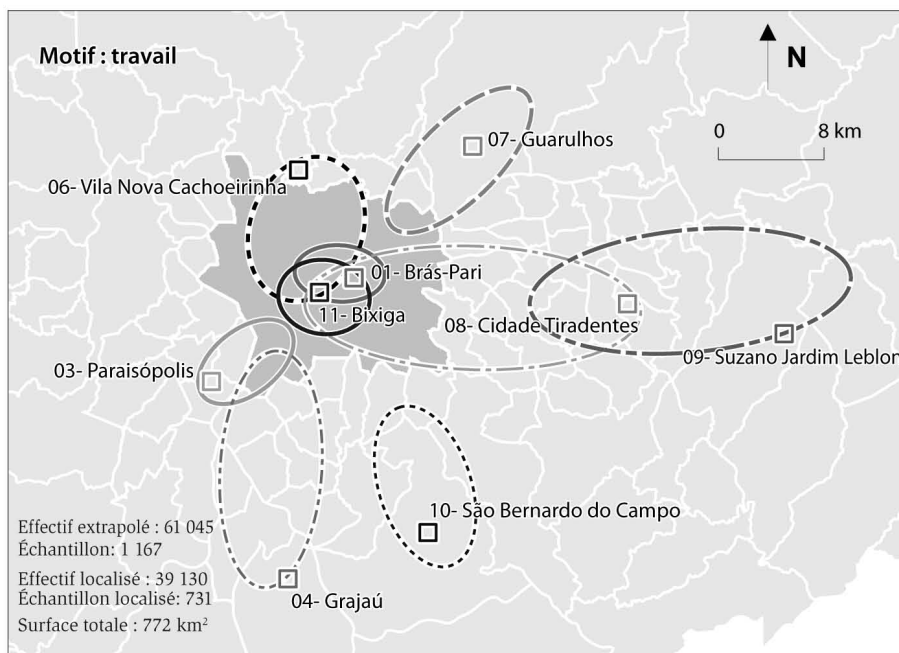 Motif : travail
N
0 8 km
07- Guarulhos
06- Vila Nova Cachoeirinha
01- Brás-Pari
11- Bixiga
08- Cidade Tiradentes
09- Suzano Jardim Leblon
03- Paraisópolis
10- São Bernardo do Campo
04- Grajaú
Effectif extrapolé : 61 045
Échantillon: 1 167
Effectif localisé : 39 130
Échantillon localisé: 731
Surface totale : 772 km²